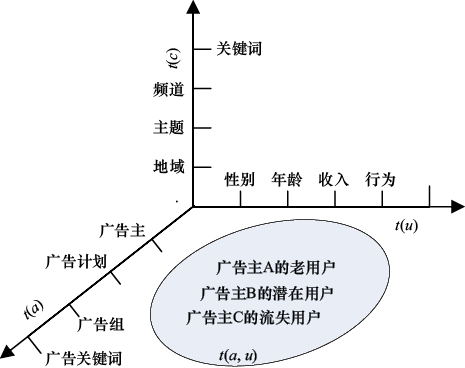 关键词
t(c)
频道
主题
地域
性别 年龄 收入 行为
t(u)
广告主
广告计划
t(a)
广告组
广告关键词
广告主A的老用户
广告主B的潜在用户
广告主C的流失用户
t(a, u)